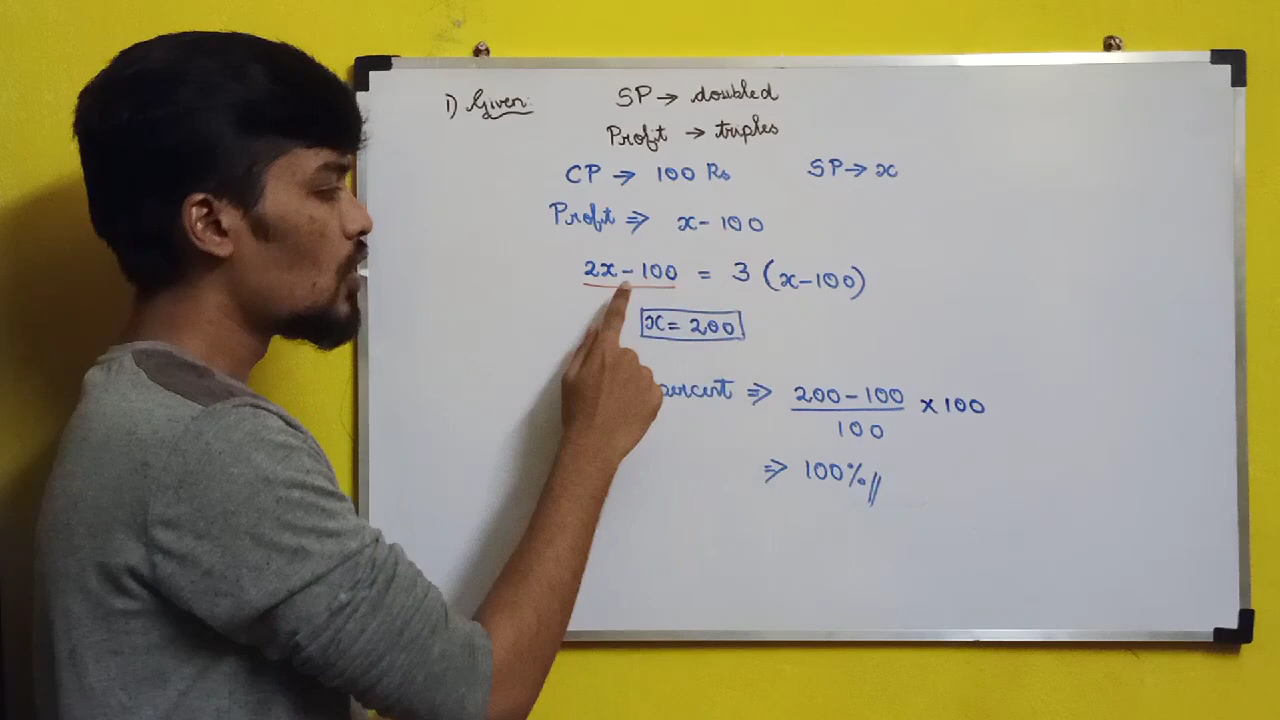 1) Given: SP → doubled
Profit → triples
CP → 100 Rs SP → x
Profit ⇒ x - 100
2x - 100 = 3 (x - 100)
x = 200
percent ⇒ 200 - 100 / 100 × 100
⇒ 100% //